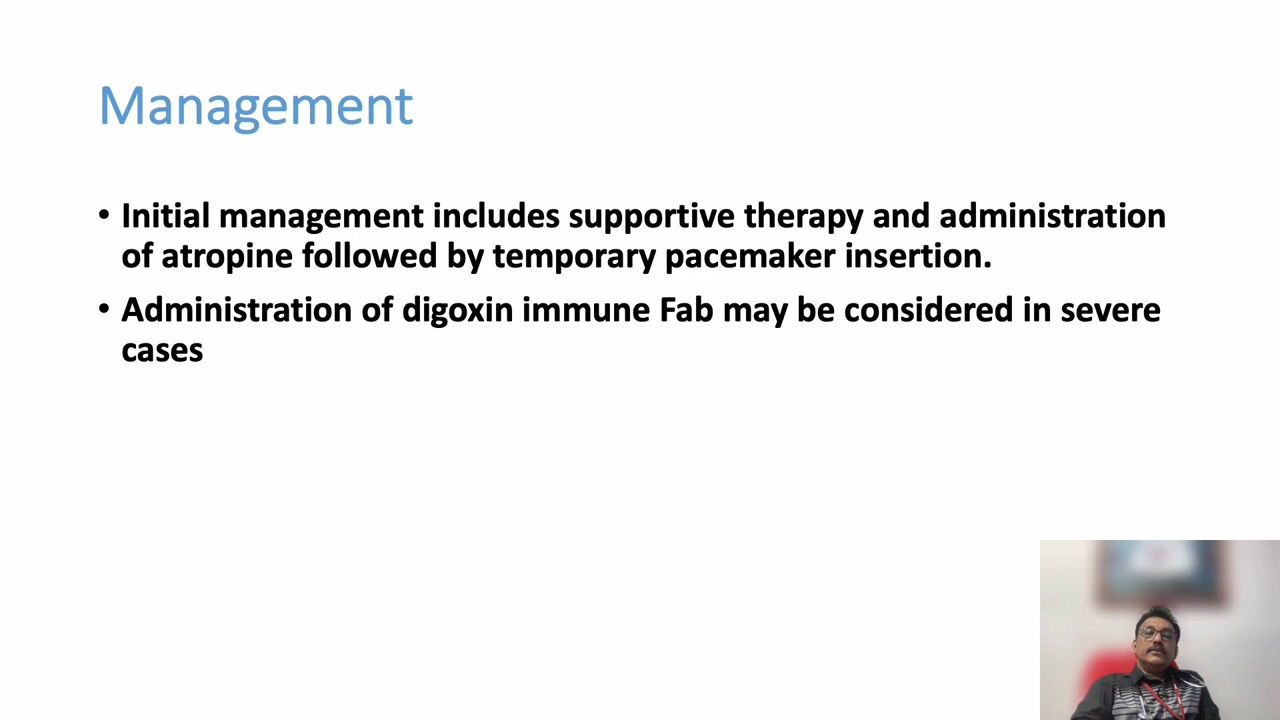 Management
• Initial management includes supportive therapy and administration
of atropine followed by temporary pacemaker insertion.
• Administration of digoxin immune Fab may be considered in severe
cases